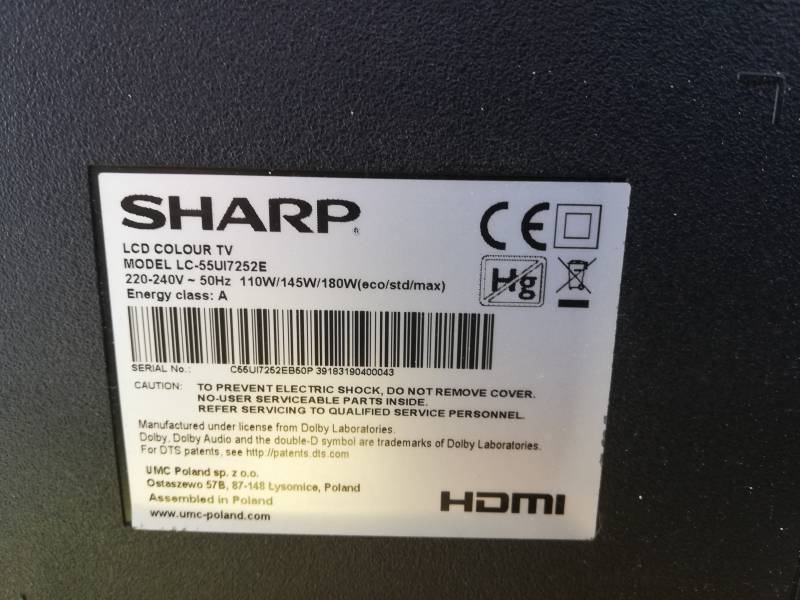 SHARP
®
LCD COLOUR TV
MODEL LC-55UI7252E
220-240V ~ 50Hz 110W/145W/180W(eco/std/max)
Energy class: A
CE
Hg
SERIAL No.: C55UI7252EB50P 39183190400043
CAUTION: TO PREVENT ELECTRIC SHOCK, DO NOT REMOVE COVER.
NO-USER SERVICEABLE PARTS INSIDE.
REFER SERVICING TO QUALIFIED SERVICE PERSONNEL.
Manufactured under license from Dolby Laboratories.
Dolby, Dolby Audio and the double-D symbol are trademarks of Dolby Laboratories.
For DTS patents, see http://patents.dts.com
UMC Poland sp. z o.o.
Ostaszewo 57B, 87-148 Łysomice, Poland
Assembled in Poland
www.umc-poland.com
HDMI